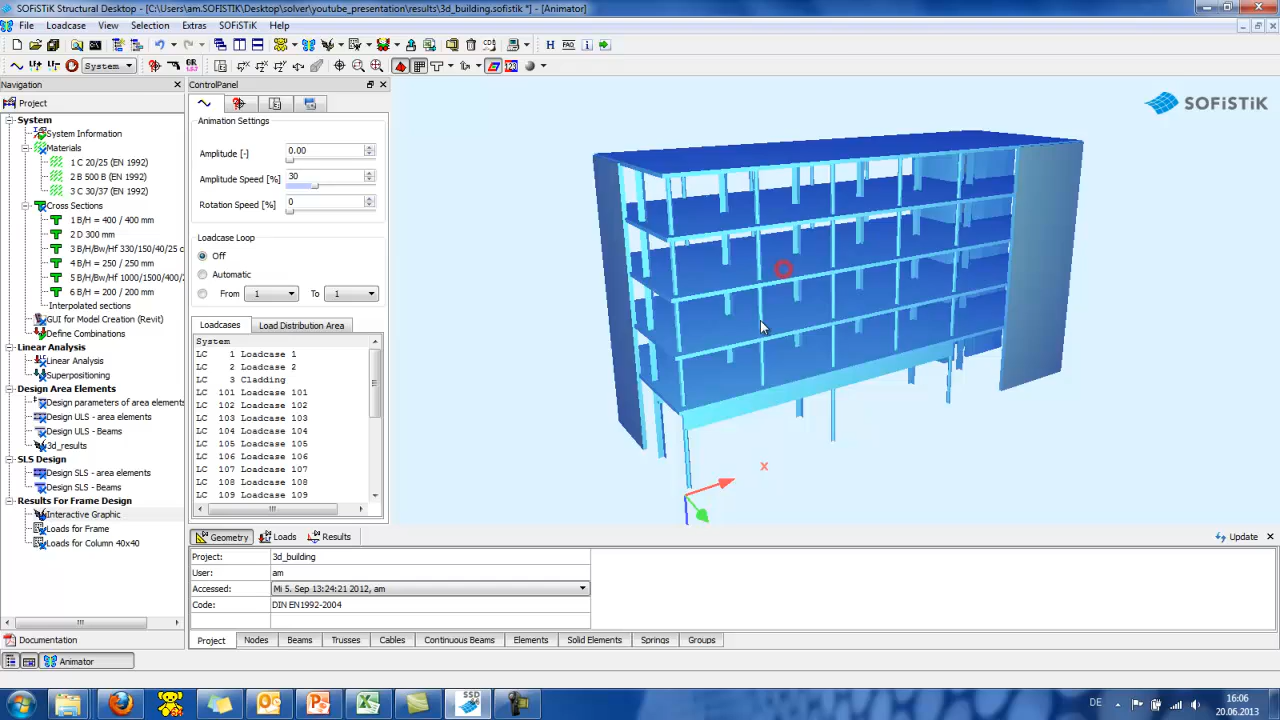 SOFiSTiK Structural Desktop - [C:\Users\am.SOFISTIK\Desktop\solver\youtube_presentation\results\3d_building.sofistik *] - [Animator]
File Loadcase View Selection Extras SOFiSTiK Help
System
Navigation
ControlPanel
Project
System
System Information
Materials
1 C 20/25 (EN 1992)
2 B 500 B (EN 1992)
3 C 30/37 (EN 1992)
Cross Sections
1 B/H = 400 / 400 mm
2 D 300 mm
3 B/H/Bw/Hf 330/150/40/25 c
4 B/H = 250 / 250 mm
5 B/H/Bw/Hf 1000/1500/400/
6 B/H = 200 / 200 mm
Interpolated sections
GUI for Model Creation (Revit)
Define Combinations
Linear Analysis
Linear Analysis
Superpositioning
Design Area Elements
Design parameters of area elements
Design ULS - area elements
Design ULS - Beams
3d_results
SLS Design
Design SLS - area elements
Design SLS - Beams
Results For Frame Design
Interactive Graphic
Loads for Frame
Loads for Column 40x40
Documentation
Animator
Animation Settings
Amplitude [-] 0.00
Amplitude Speed [%] 30
Rotation Speed [%] 0
Loadcase Loop
Off
Automatic
From 1 To 1
Loadcases Load Distribution Area
System
LC 1 Loadcase 1
LC 2 Loadcase 2
LC 3 Cladding
LC 101 Loadcase 101
LC 102 Loadcase 102
LC 103 Loadcase 103
LC 104 Loadcase 104
LC 105 Loadcase 105
LC 106 Loadcase 106
LC 107 Loadcase 107
LC 108 Loadcase 108
LC 109 Loadcase 109
SOFiSTiK
x
Geometry Loads Results Update
Project: 3d_building
User: am
Accessed: Mi 5. Sep 13:24:21 2012, am
Code: DIN EN1992-2004
Project Nodes Beams Trusses Cables Continuous Beams Elements Solid Elements Springs Groups
SSD
DE
16:06
20.06.2013